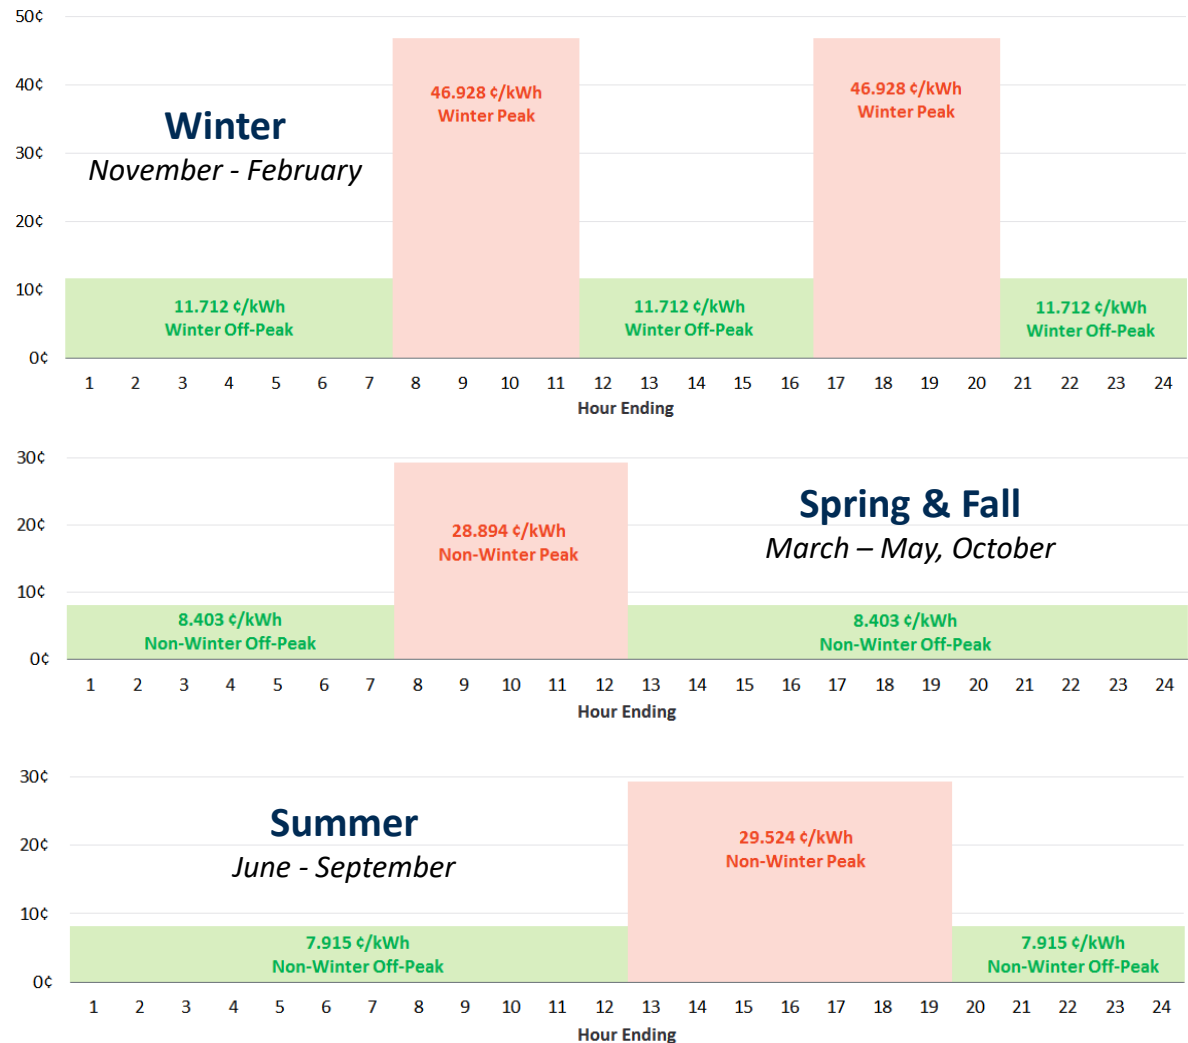 50¢
40¢
30¢
20¢
10¢
0¢
Winter
November - February
46.928 ¢/kWh
Winter Peak
46.928 ¢/kWh
Winter Peak
11.712 ¢/kWh
Winter Off-Peak
11.712 ¢/kWh
Winter Off-Peak
11.712 ¢/kWh
Winter Off-Peak
1 2 3 4 5 6 7 8 9 10 11 12 13 14 15 16 17 18 19 20 21 22 23 24
Hour Ending
30¢
20¢
10¢
0¢
Spring & Fall
March – May, October
28.894 ¢/kWh
Non-Winter Peak
8.403 ¢/kWh
Non-Winter Off-Peak
8.403 ¢/kWh
Non-Winter Off-Peak
1 2 3 4 5 6 7 8 9 10 11 12 13 14 15 16 17 18 19 20 21 22 23 24
Hour Ending
30¢
20¢
10¢
0¢
Summer
June - September
29.524 ¢/kWh
Non-Winter Peak
7.915 ¢/kWh
Non-Winter Off-Peak
7.915 ¢/kWh
Non-Winter Off-Peak
1 2 3 4 5 6 7 8 9 10 11 12 13 14 15 16 17 18 19 20 21 22 23 24
Hour Ending